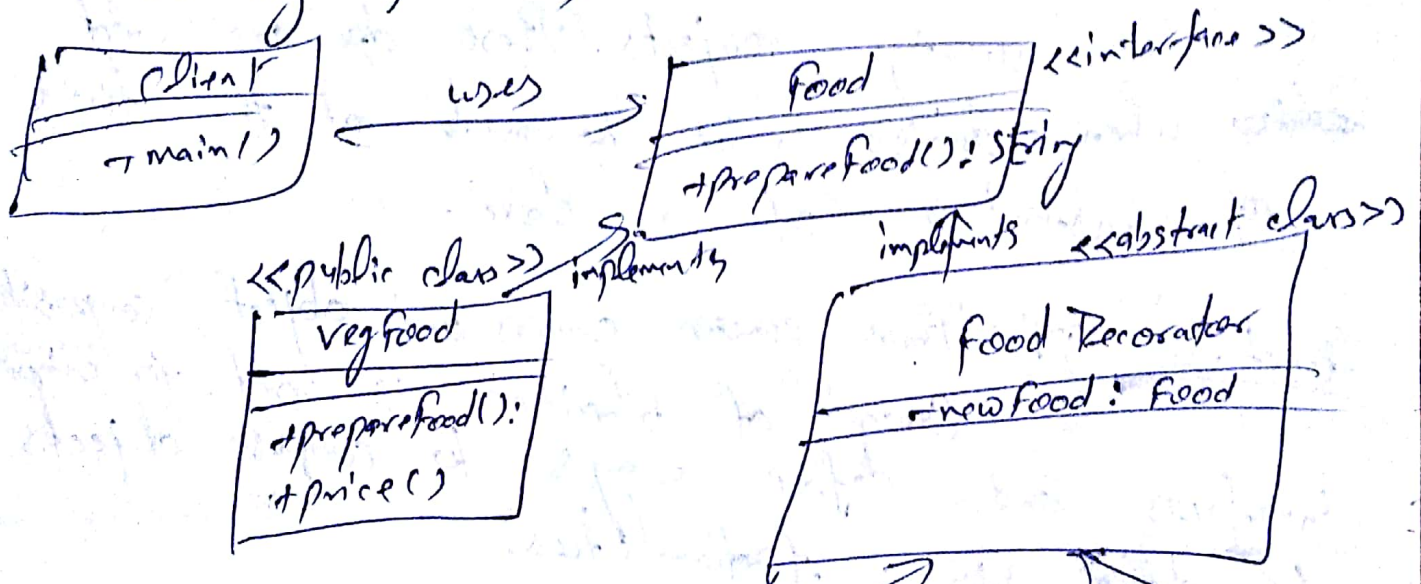 Client
+main()
uses
<<interface>>
Food
+prepareFood(): String
<<public class>>
implements
vegFood
+prepareFood():
+price()
implements
<<abstract class>>
Food Decorator
-newFood: Food